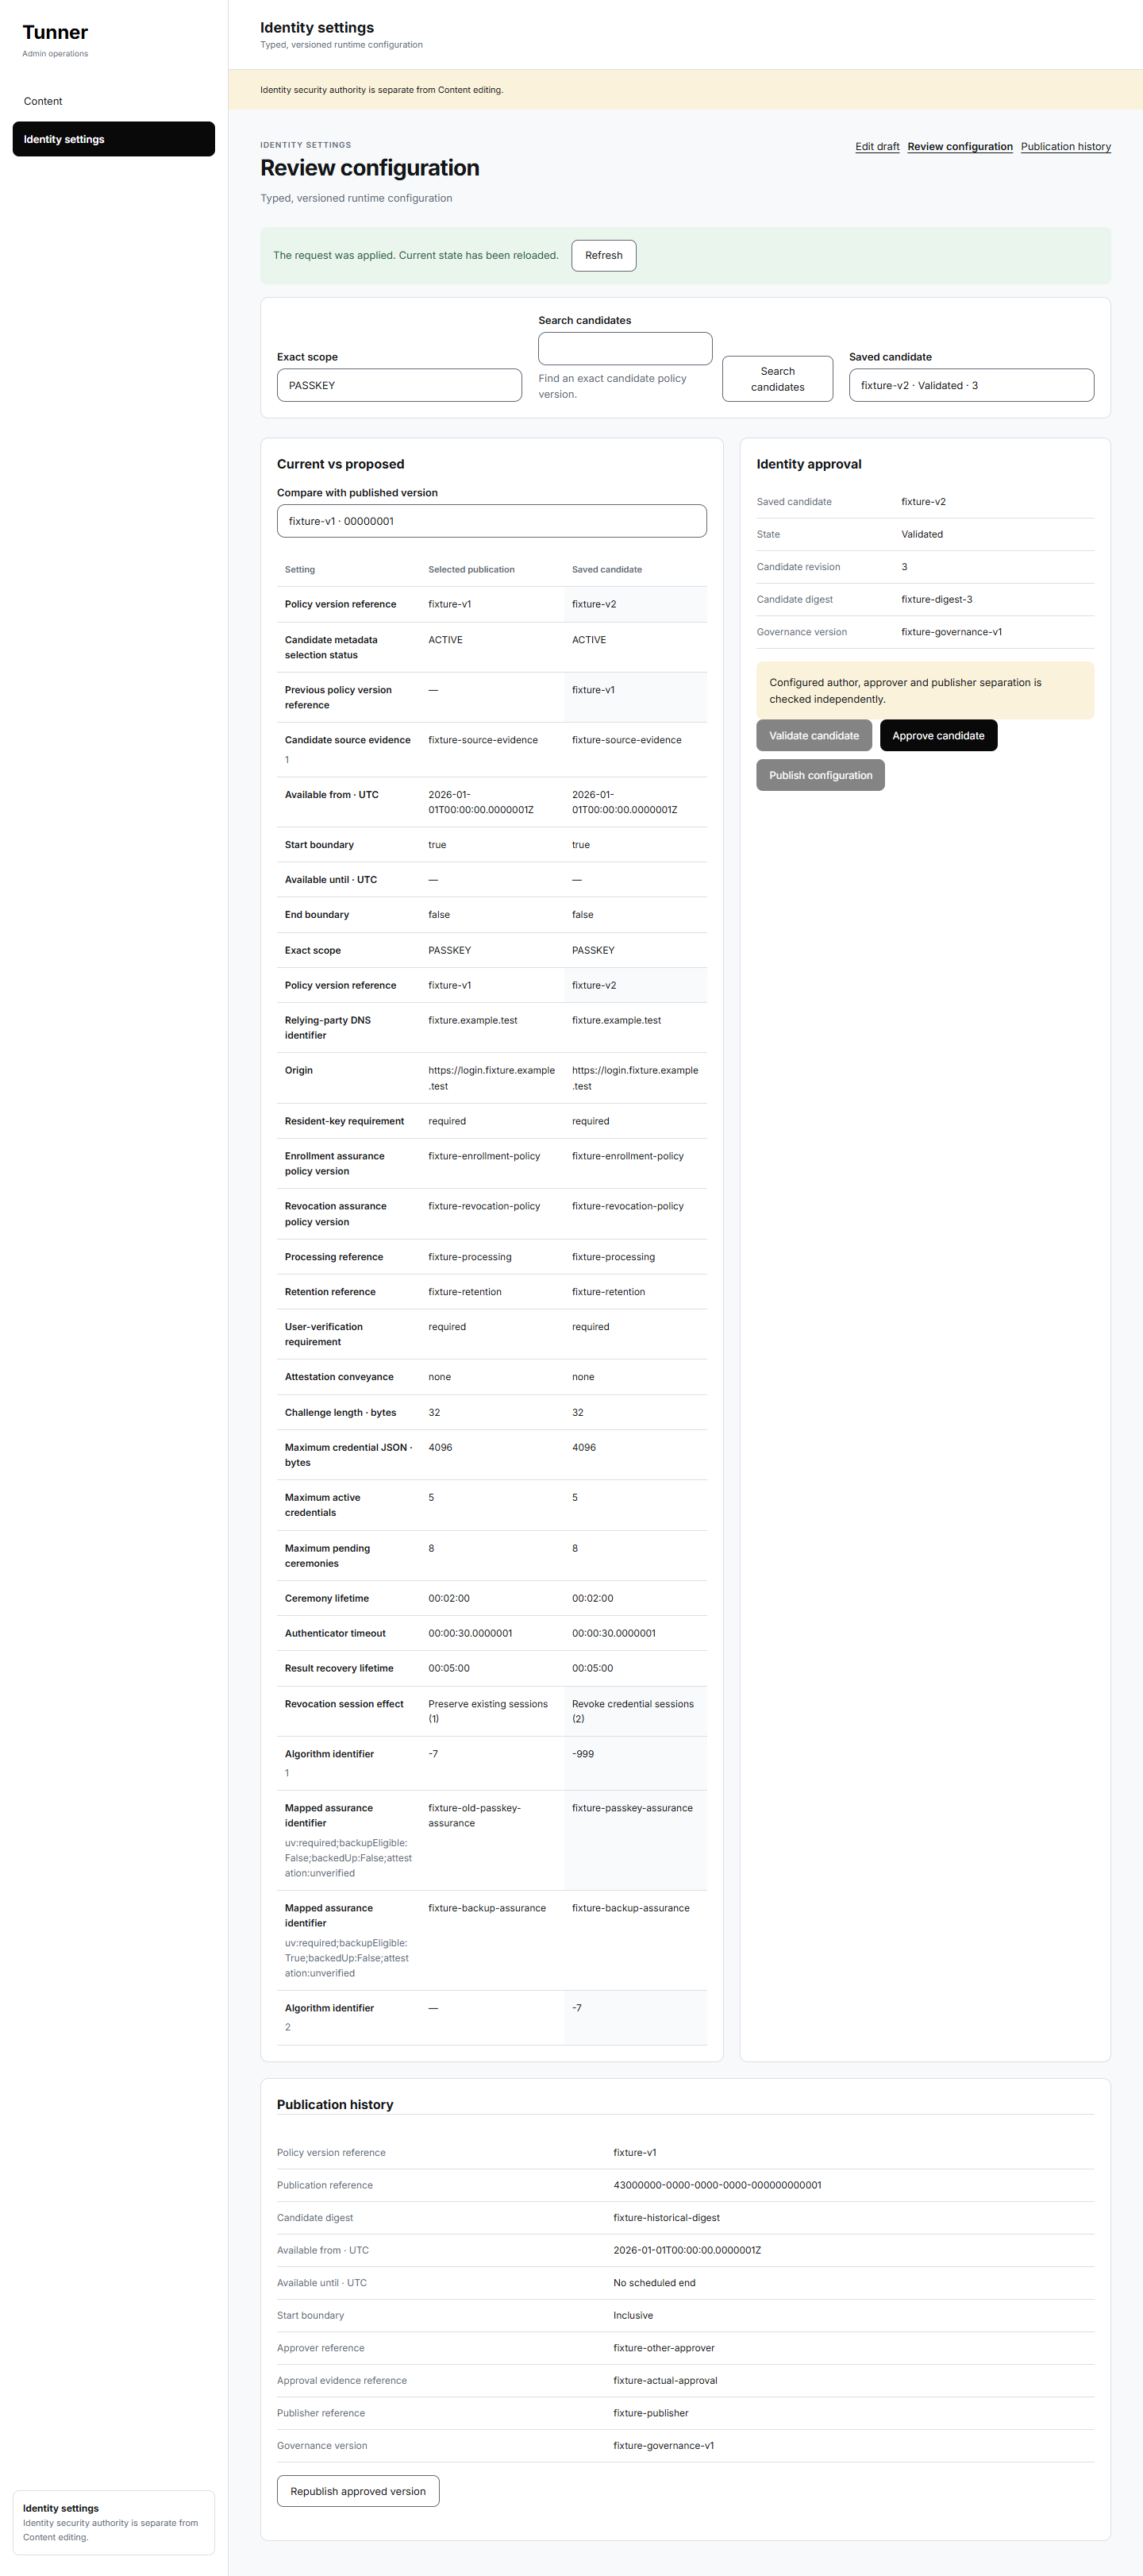 Tunner
Admin operations
Content
Identity settings
Identity settings
Typed, versioned runtime configuration
Identity security authority is separate from Content editing.
IDENTITY SETTINGS
Review configuration
Typed, versioned runtime configuration
Edit draft Review configuration Publication history
The request was applied. Current state has been reloaded. Refresh
Exact scope
PASSKEY
Search candidates
Find an exact candidate policy
version.
Search
candidates
Saved candidate
fixture-v2 · Validated · 3
Current vs proposed
Compare with published version
fixture-v1 · 00000001
Setting Selected publication Saved candidate
Policy version reference fixture-v1 fixture-v2
Candidate metadata ACTIVE ACTIVE
selection status
Previous policy version — fixture-v1
reference
Candidate source evidence fixture-source-evidence fixture-source-evidence
1
Available from · UTC 2026-01- 2026-01-
01T00:00:00.0000001Z 01T00:00:00.0000001Z
Start boundary true true
Available until · UTC — —
End boundary false false
Exact scope PASSKEY PASSKEY
Policy version reference fixture-v1 fixture-v2
Relying-party DNS fixture.example.test fixture.example.test
identifier
Origin https://login.fixture.example https://login.fixture.example
.test .test
Resident-key requirement required required
Enrollment assurance fixture-enrollment-policy fixture-enrollment-policy
policy version
Revocation assurance fixture-revocation-policy fixture-revocation-policy
policy version
Processing reference fixture-processing fixture-processing
Retention reference fixture-retention fixture-retention
User-verification required required
requirement
Attestation conveyance none none
Challenge length · bytes 32 32
Maximum credential JSON · 4096 4096
bytes
Maximum active 5 5
credentials
Maximum pending 8 8
ceremonies
Ceremony lifetime 00:02:00 00:02:00
Authenticator timeout 00:00:30.0000001 00:00:30.0000001
Result recovery lifetime 00:05:00 00:05:00
Revocation session effect Preserve existing sessions Revoke credential sessions
(1) (2)
Algorithm identifier -7 -999
1
Mapped assurance fixture-old-passkey- fixture-passkey-assurance
identifier assurance
uv:required;backupEligible:
False;backedUp:False;attest
ation:unverified
Mapped assurance fixture-backup-assurance fixture-backup-assurance
identifier
uv:required;backupEligible:
True;backedUp:False;attest
ation:unverified
Algorithm identifier — -7
2
Identity approval
Saved candidate fixture-v2
State Validated
Candidate revision 3
Candidate digest fixture-digest-3
Governance version fixture-governance-v1
Configured author, approver and publisher separation is
checked independently.
Validate candidate Approve candidate
Publish configuration
Publication history
Policy version reference fixture-v1
Publication reference 43000000-0000-0000-0000-000000000001
Candidate digest fixture-historical-digest
Available from · UTC 2026-01-01T00:00:00.0000001Z
Available until · UTC No scheduled end
Start boundary Inclusive
Approver reference fixture-other-approver
Approval evidence reference fixture-actual-approval
Publisher reference fixture-publisher
Governance version fixture-governance-v1
Republish approved version
Identity settings
Identity security authority is separate from
Content editing.